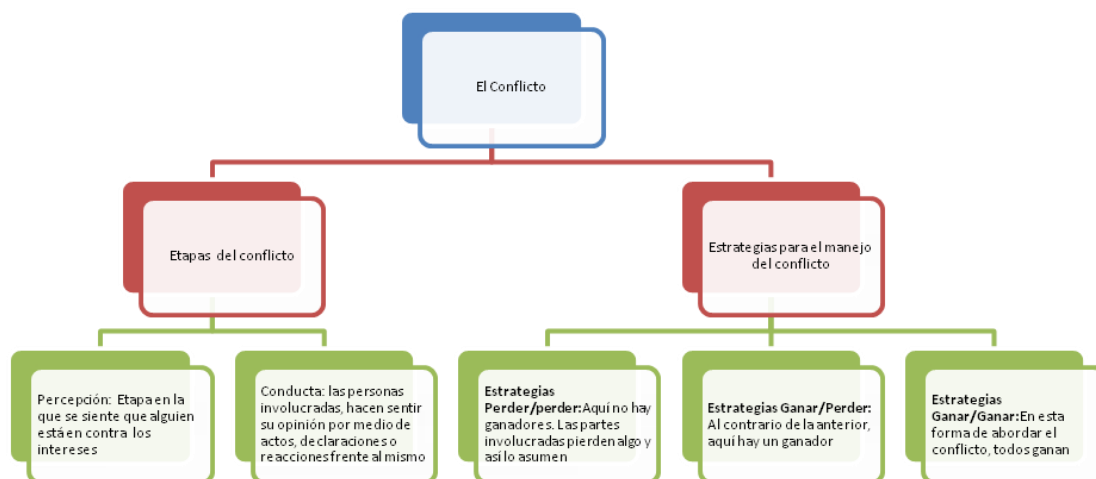 El Conflicto
Etapas del conflicto
Estrategias para el manejo
del conflicto
Percepción: Etapa en la
que se siente que alguien
está en contra los
intereses
Conducta: las personas
involucradas, hacen sentir
su opinión por medio de
actos, declaraciones o
reacciones frente al mismo
Estrategias
Perder/perder:Aquí no hay
ganadores. Las partes
involucradas pierden algo y
así lo asumen
Estrategias Ganar/Perder:
Al contrario de la anterior,
aquí hay un ganador
Estrategias
Ganar/Ganar:En esta
forma de abordar el
conflicto, todos ganan